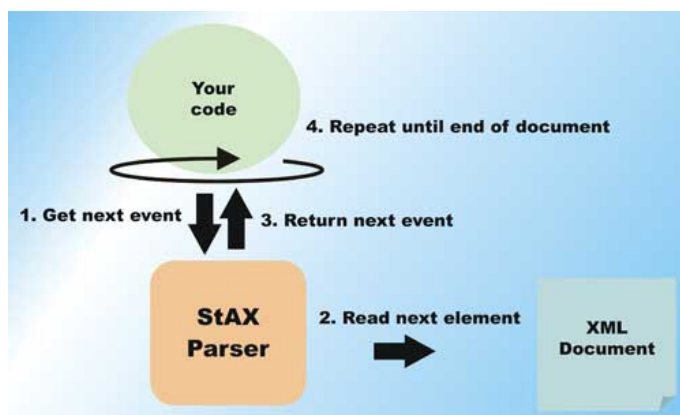 Your
code
4. Repeat until end of document
1. Get next event
3. Return next event
StAX
Parser
2. Read next element
XML
Document